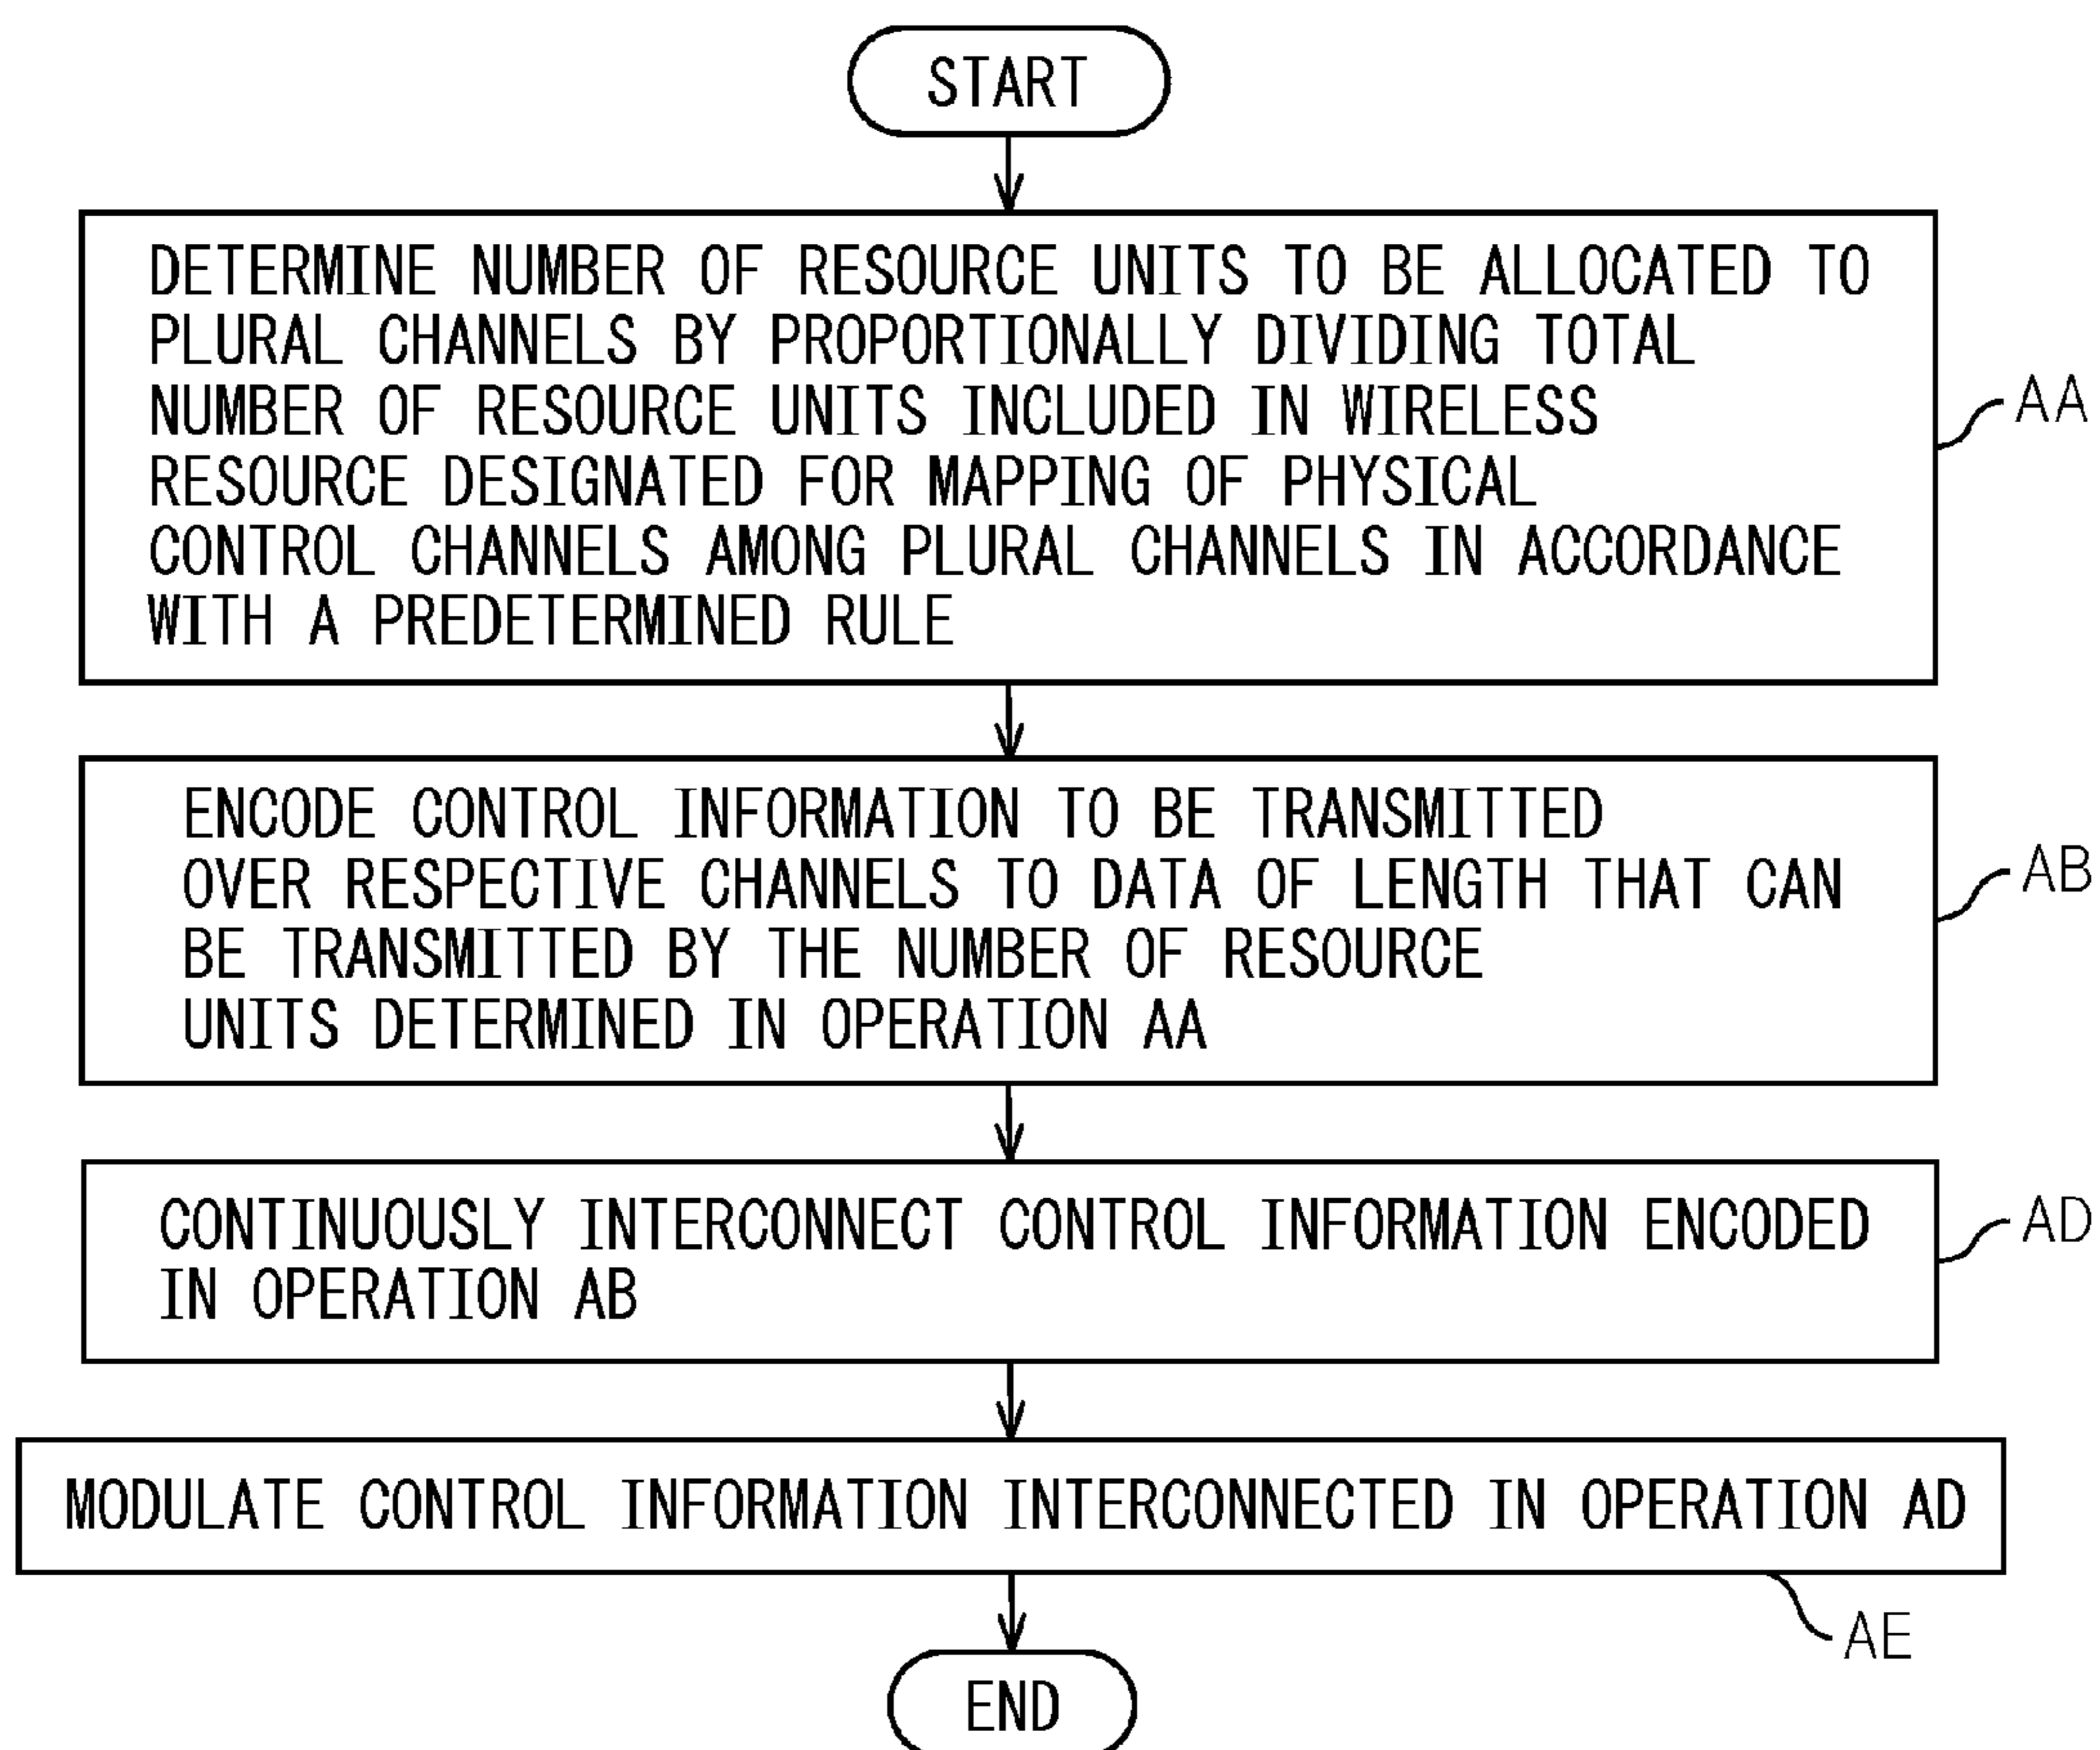 START
DETERMINE NUMBER OF RESOURCE UNITS TO BE ALLOCATED TO
PLURAL CHANNELS BY PROPORTIONALLY DIVIDING TOTAL
NUMBER OF RESOURCE UNITS INCLUDED IN WIRELESS
RESOURCE DESIGNATED FOR MAPPING OF PHYSICAL
CONTROL CHANNELS AMONG PLURAL CHANNELS IN ACCORDANCE
WITH A PREDETERMINED RULE
AA
ENCODE CONTROL INFORMATION TO BE TRANSMITTED
OVER RESPECTIVE CHANNELS TO DATA OF LENGTH THAT CAN
BE TRANSMITTED BY THE NUMBER OF RESOURCE
UNITS DETERMINED IN OPERATION AA
AB
CONTINUOUSLY INTERCONNECT CONTROL INFORMATION ENCODED
IN OPERATION AB
AD
MODULATE CONTROL INFORMATION INTERCONNECTED IN OPERATION AD
AE
END